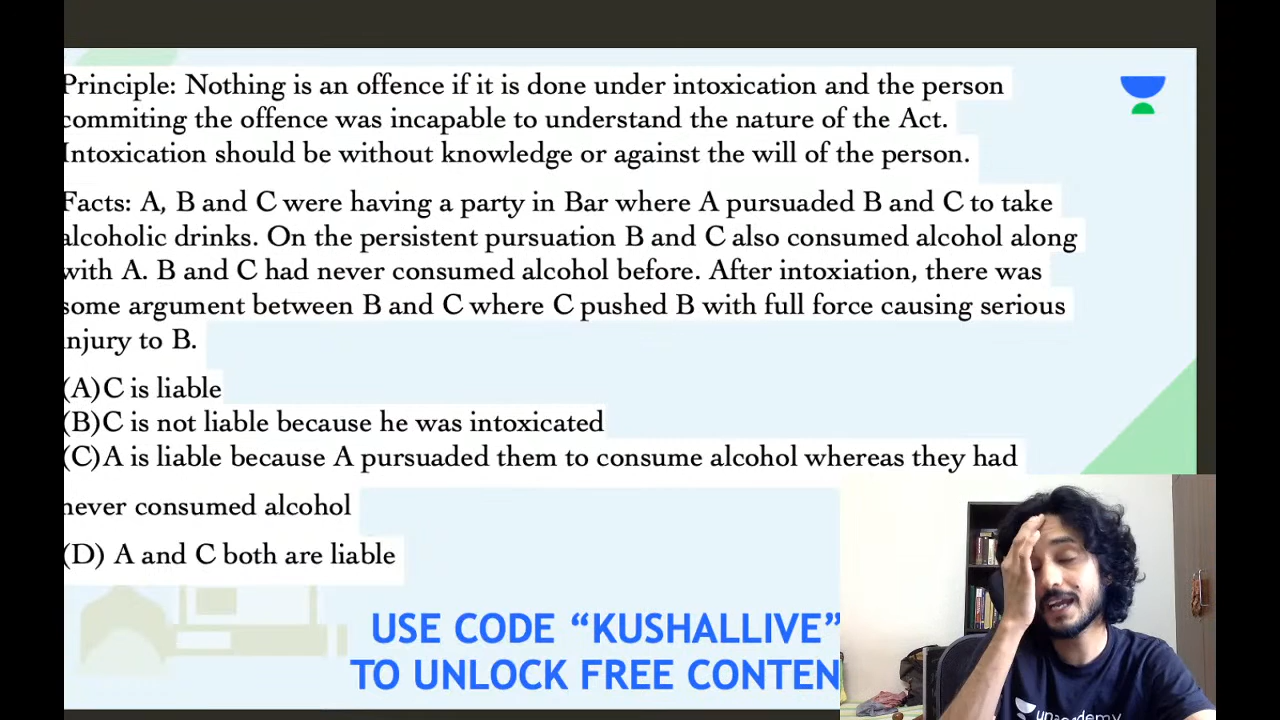 Principle: Nothing is an offence if it is done under intoxication and the person
commiting the offence was incapable to understand the nature of the Act.
Intoxication should be without knowledge or against the will of the person.
Facts: A, B and C were having a party in Bar where A pursuaded B and C to take
alcoholic drinks. On the persistent pursuation B and C also consumed alcohol along
with A. B and C had never consumed alcohol before. After intoxiation, there was
some argument between B and C where C pushed B with full force causing serious
injury to B.
(A)C is liable
(B)C is not liable because he was intoxicated
(C)A is liable because A pursuaded them to consume alcohol whereas they had
never consumed alcohol
(D) A and C both are liable
USE CODE “KUSHALLIVE”
TO UNLOCK FREE CONTEN
unacademy